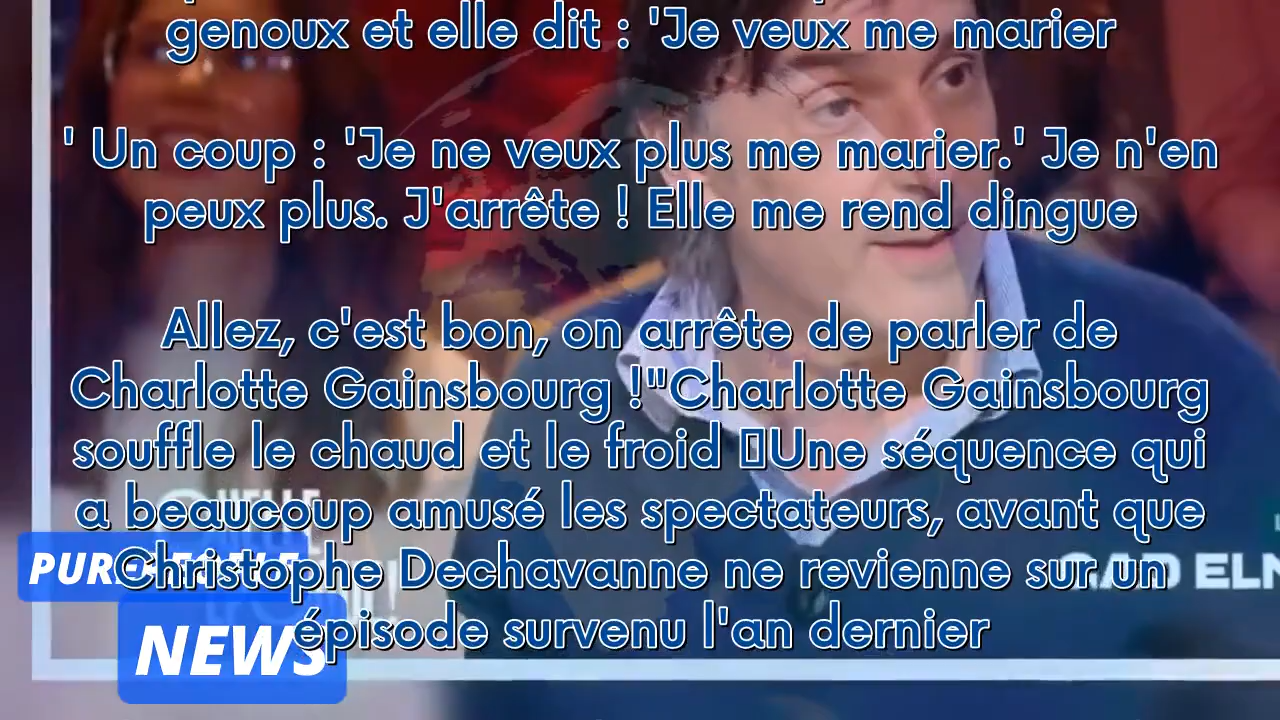 genoux et elle dit : 'Je veux me marier
' Un coup : 'Je ne veux plus me marier.' Je n'en
peux plus. J'arrête ! Elle me rend dingue
Allez, c'est bon, on arrête de parler de
Charlotte Gainsbourg !"Charlotte Gainsbourg
souffle le chaud et le froid Une séquence qui
a beaucoup amusé les spectateurs, avant que
Christophe Dechavanne ne revienne sur un
épisode survenu l'an dernier
NEWS